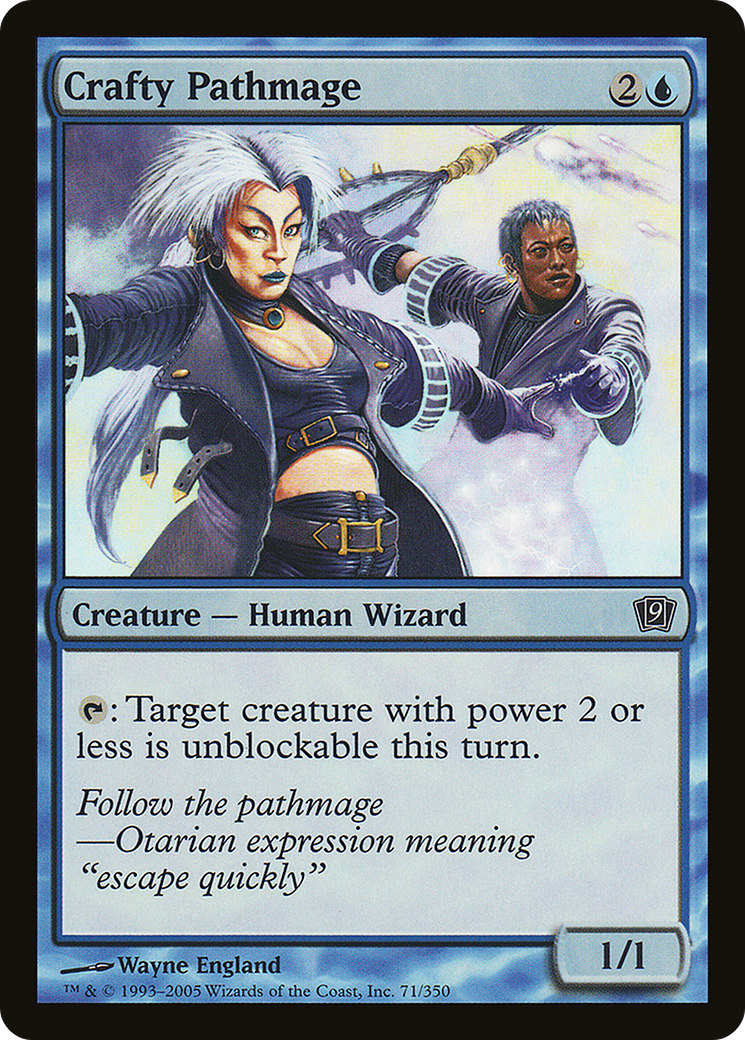 Crafty Pathmage 2
Creature — Human Wizard 9
: Target creature with power 2 or
less is unblockable this turn.
Follow the pathmage
—Otarian expression meaning
“escape quickly”
1/1
Wayne England
™ & © 1993–2005 Wizards of the Coast, Inc. 71/350